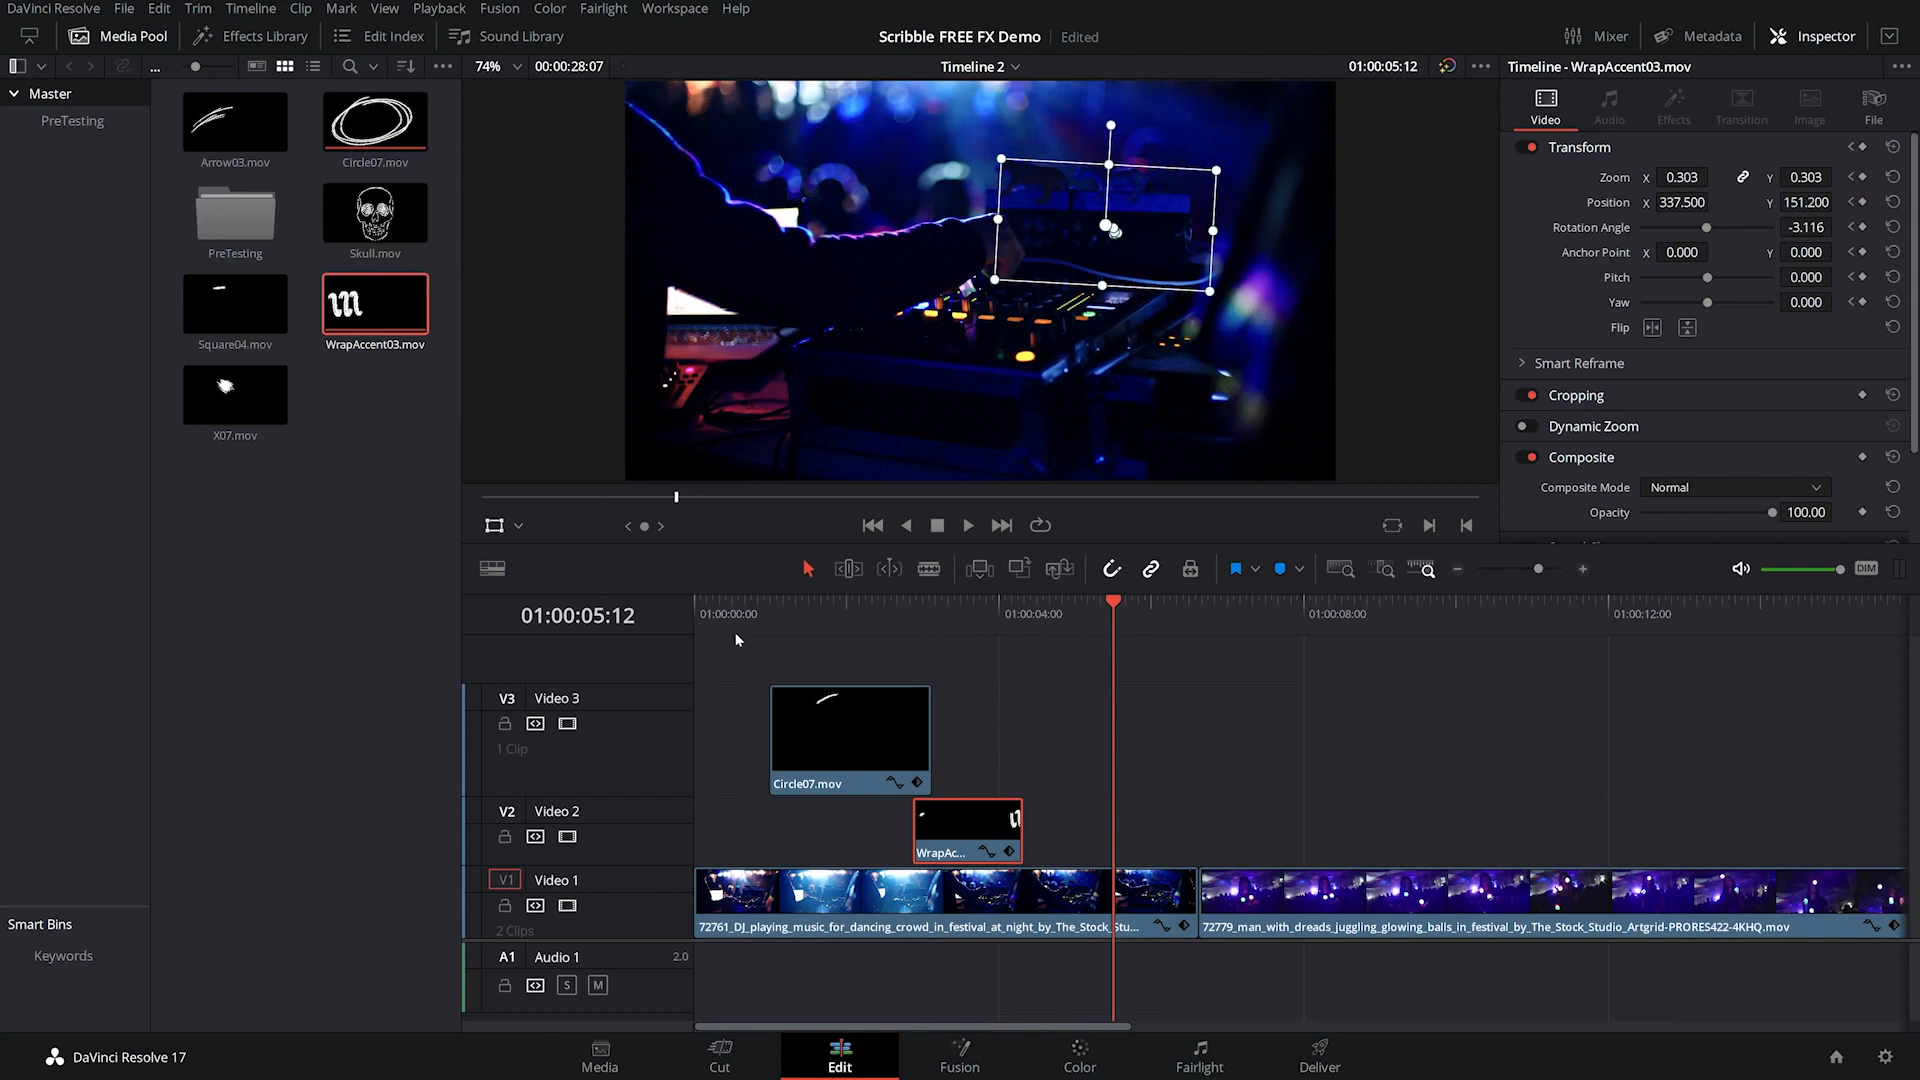 DaVinci Resolve File Edit Trim Timeline Clip Mark View Playback Fusion Color Fairlight Workspace Help
Media Pool Effects Library Edit Index Sound Library Scribble FREE FX Demo Edited Mixer Metadata Inspector
... 74% 00:00:28:07 Timeline 2 01:00:05:12 Timeline - WrapAccent03.mov
Master
PreTesting
Arrow03.mov Circle07.mov
PreTesting Skull.mov
Square04.mov WrapAccent03.mov
X07.mov
Smart Bins
Keywords
Video Audio Effects Transition Image File
Transform
Zoom X 0.303 Y 0.303
Position X 337.500 Y 151.200
Rotation Angle -3.116
Anchor Point X 0.000 Y 0.000
Pitch 0.000
Yaw 0.000
Flip
Smart Reframe
Cropping
Dynamic Zoom
Composite
Composite Mode Normal
Opacity 100.00
DIM
01:00:05:12 01:00:00:00 01:00:04:00 01:00:08:00 01:00:12:00
V3 Video 3
1 Clip
Circle07.mov
V2 Video 2
WrapAc...
V1 Video 1
2 Clips
72761_DJ_playing_music_for_dancing_crowd_in_festival_at_night_by_The_Stock_Stu... 72779_man_with_dreads_juggling_glowing_balls_in_festival_by_The_Stock_Studio_Artgrid-PRORES422-4KHQ.mov
A1 Audio 1 2.0
S M
DaVinci Resolve 17 Media Cut Edit Fusion Color Fairlight Deliver